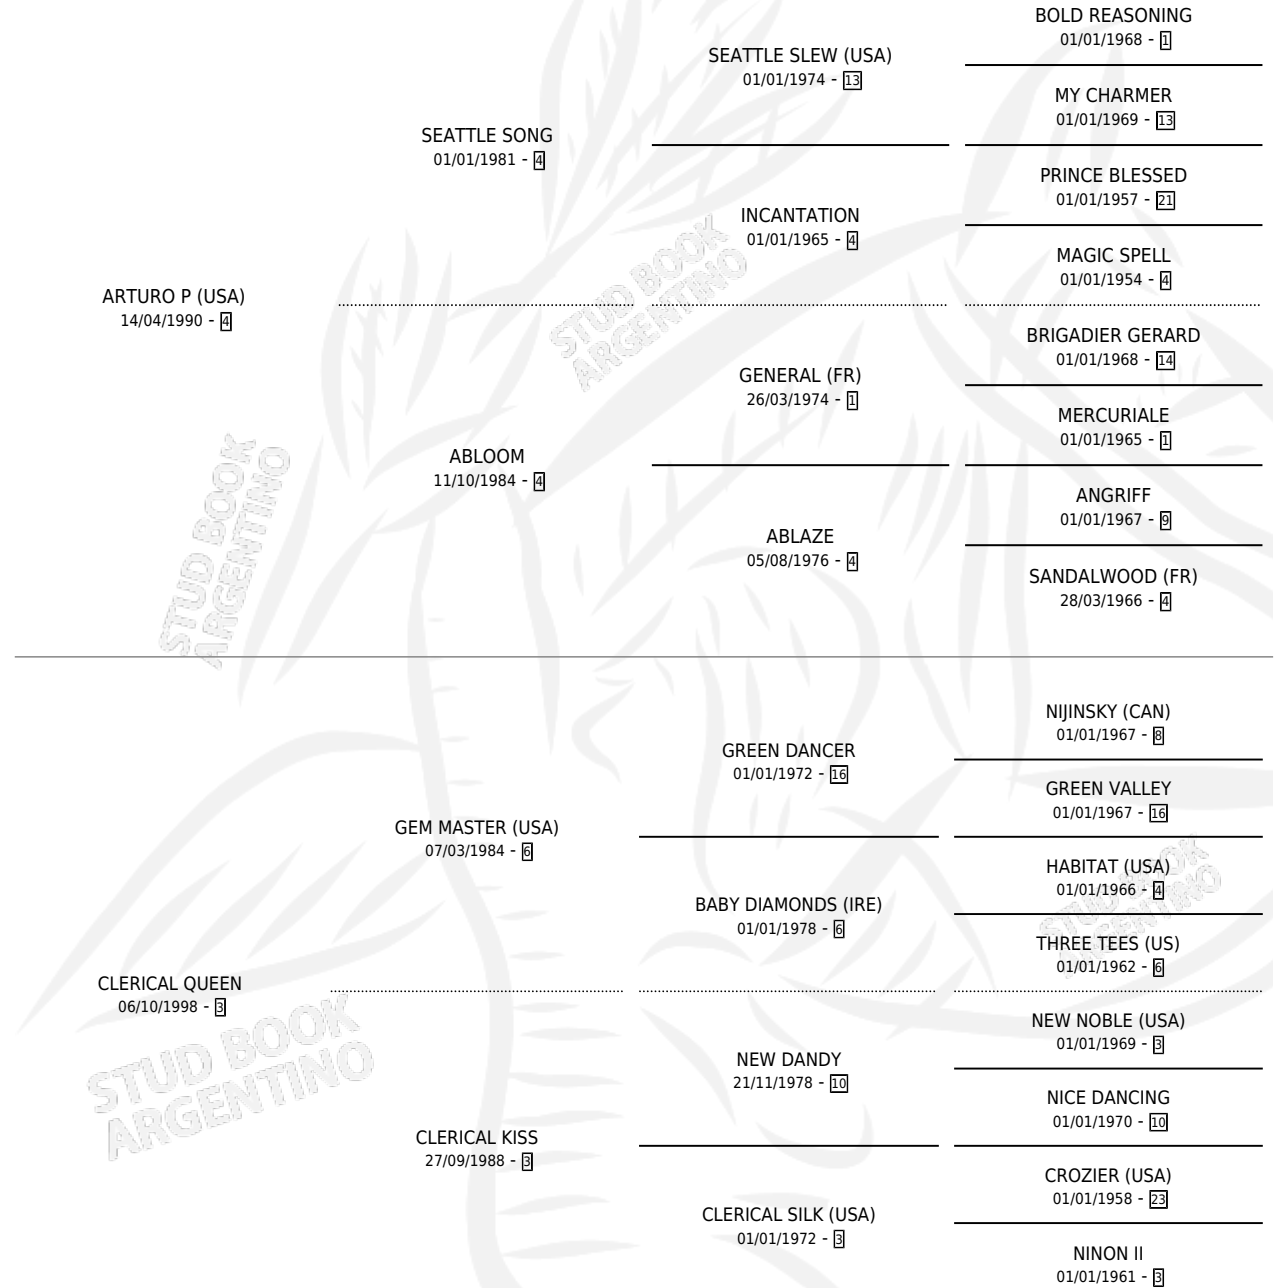 BOLD REASONING
01/01/1968 - 1
SEATTLE SLEW (USA)
01/01/1974 - 13
MY CHARMER
01/01/1969 - 13
SEATTLE SONG
01/01/1981 - 4
PRINCE BLESSED
01/01/1957 - 21
INCANTATION
01/01/1965 - 4
MAGIC SPELL
01/01/1954 - 4
ARTURO P (USA)
14/04/1990 - 4
BRIGADIER GERARD
01/01/1968 - 14
GENERAL (FR)
26/03/1974 - 1
MERCURIALE
01/01/1965 - 1
ABLOOM
11/10/1984 - 4
ANGRIFF
01/01/1967 - 9
ABLAZE
05/08/1976 - 4
SANDALWOOD (FR)
28/03/1966 - 4
STUD BOOK
ARGENTINO
STUD BOOK
ARGENTINO
NIJINSKY (CAN)
01/01/1967 - 8
GREEN DANCER
01/01/1972 - 16
GREEN VALLEY
01/01/1967 - 16
GEM MASTER (USA)
07/03/1984 - 6
HABITAT (USA)
01/01/1966 - 4
BABY DIAMONDS (IRE)
01/01/1978 - 6
THREE TEES (US)
01/01/1962 - 6
CLERICAL QUEEN
06/10/1998 - 3
NEW NOBLE (USA)
01/01/1969 - 3
NEW DANDY
21/11/1978 - 10
NICE DANCING
01/01/1970 - 10
CLERICAL KISS
27/09/1988 - 3
CROZIER (USA)
01/01/1958 - 23
CLERICAL SILK (USA)
01/01/1972 - 3
NINON II
01/01/1961 - 3
STUD BOOK
ARGENTINO
STUD BOOK
ARGENTINO